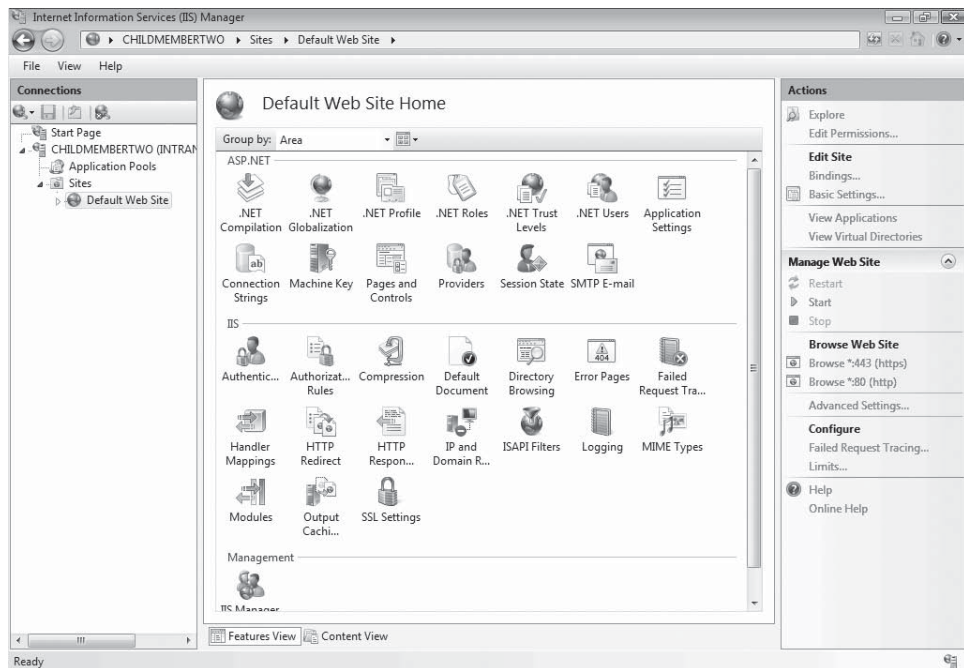 Internet Information Services (IIS) Manager
CHILDMEMBERTWO Sites Default Web Site
File View Help
Connections
Start Page
CHILDMEMBERTWO (INTRAN
Application Pools
Sites
Default Web Site
Default Web Site Home
Group by: Area
ASP.NET
.NET Compilation
.NET Globalization
.NET Profile
.NET Roles
.NET Trust Levels
.NET Users
Application Settings
Connection Strings
Machine Key
Pages and Controls
Providers
Session State
SMTP E-mail
IIS
Authentic...
Authorizat... Rules
Compression
Default Document
Directory Browsing
404
Error Pages
Failed Request Tra...
Handler Mappings
HTTP Redirect
HTTP Respon...
IP and Domain R...
ISAPI Filters
Logging
MIME Types
Modules
Output Cachi...
SSL Settings
Management
IIS Manager
Features View
Content View
Actions
Explore
Edit Permissions...
Edit Site
Bindings...
Basic Settings...
View Applications
View Virtual Directories
Manage Web Site
Restart
Start
Stop
Browse Web Site
Browse *:443 (https)
Browse *:80 (http)
Advanced Settings...
Configure
Failed Request Tracing...
Limits...
Help
Online Help
Ready